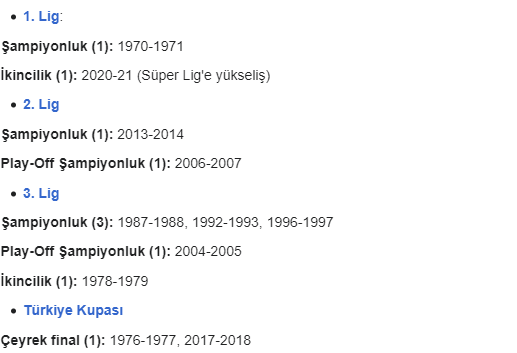 • 1. Lig:
Şampiyonluk (1): 1970-1971
İkincilik (1): 2020-21 (Süper Lig'e yükseliş)
• 2. Lig
Şampiyonluk (1): 2013-2014
Play-Off Şampiyonluk (1): 2006-2007
• 3. Lig
Şampiyonluk (3): 1987-1988, 1992-1993, 1996-1997
Play-Off Şampiyonluk (1): 2004-2005
İkincilik (1): 1978-1979
• Türkiye Kupası
Çeyrek final (1): 1976-1977, 2017-2018